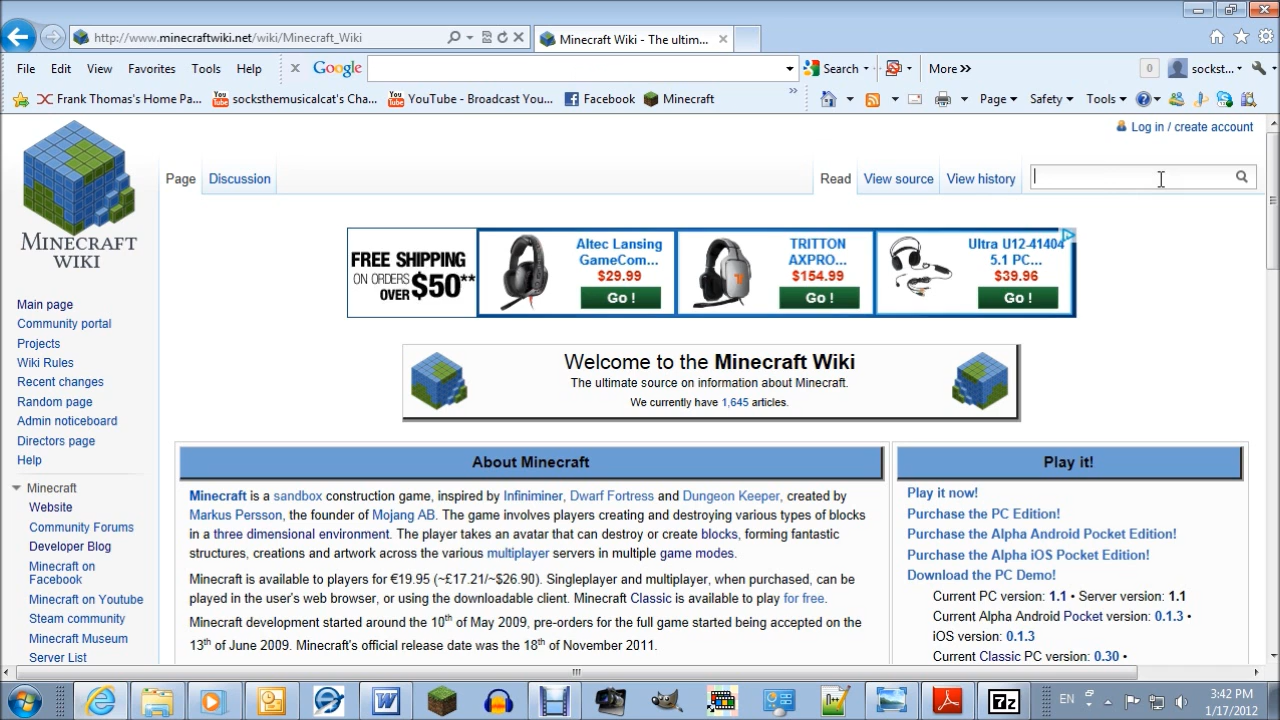 http://www.minecraftwiki.net/wiki/Minecraft_Wiki
Minecraft Wiki - The ultim...
File Edit View Favorites Tools Help
x Google Search More »
0 sockst...
Frank Thomas's Home Pa... socksthemusicalcat's Cha... YouTube - Broadcast You... Facebook Minecraft
Page Safety Tools
Log in / create account
Page Discussion Read View source View history
MINECRAFT
WIKI
FREE SHIPPING
ON ORDERS
OVER $50**
Altec Lansing
GameCom...
$29.99
Go !
TRITTON
AXPRO...
$154.99
Go !
Ultra U12-41404
5.1 PC...
$39.96
Go !
Main page
Community portal
Projects
Wiki Rules
Recent changes
Random page
Admin noticeboard
Directors page
Help
Minecraft
Website
Community Forums
Developer Blog
Minecraft on
Facebook
Minecraft on Youtube
Steam community
Minecraft Museum
Server List
Welcome to the Minecraft Wiki
The ultimate source on information about Minecraft.
We currently have 1,645 articles.
About Minecraft
Minecraft is a sandbox construction game, inspired by Infiniminer, Dwarf Fortress and Dungeon Keeper, created by
Markus Persson, the founder of Mojang AB. The game involves players creating and destroying various types of blocks
in a three dimensional environment. The player takes an avatar that can destroy or create blocks, forming fantastic
structures, creations and artwork across the various multiplayer servers in multiple game modes.
Minecraft is available to players for €19.95 (~£17.21/~$26.90). Singleplayer and multiplayer, when purchased, can be
played in the user's web browser, or using the downloadable client. Minecraft Classic is available to play for free.
Minecraft development started around the 10th of May 2009, pre-orders for the full game started being accepted on the
13th of June 2009. Minecraft's official release date was the 18th of November 2011.
Play it!
Play it now!
Purchase the PC Edition!
Purchase the Alpha Android Pocket Edition!
Purchase the Alpha iOS Pocket Edition!
Download the PC Demo!
Current PC version: 1.1 • Server version: 1.1
Current Alpha Android Pocket version: 0.1.3 •
iOS version: 0.1.3
Current Classic PC version: 0.30 •
W
7z
EN
3:42 PM
1/17/2012